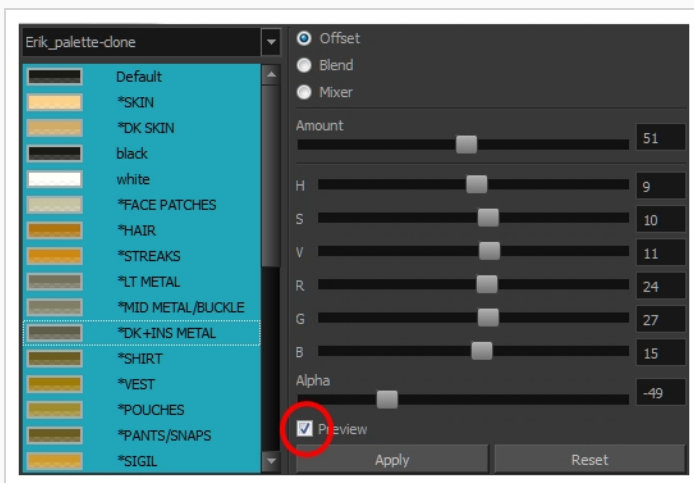 Erik_palette-clone
Default
*SKIN
*DK SKIN
black
white
*FACE PATCHES
*HAIR
*STREAKS
*LT METAL
*MID METAL/BUCKLE
*DK+INS METAL
*SHIRT
*VEST
*POUCHES
*PANTS/SNAPS
*SIGIL
Offset
Blend
Mixer
Amount
51
H 9
S 10
V 11
R 24
G 27
B 15
Alpha
-49
Preview
Apply Reset